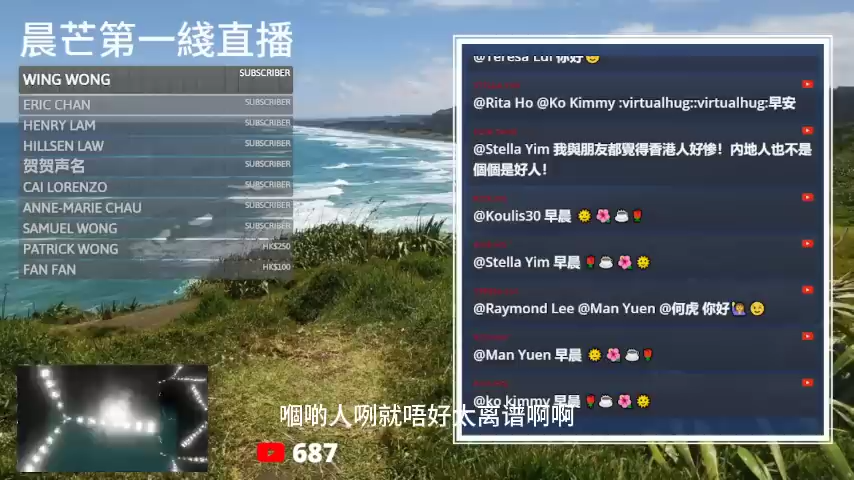 晨芒第一綫直播
WING WONG SUBSCRIBER
ERIC CHAN SUBSCRIBER
HENRY LAM SUBSCRIBER
HILLSEN LAW SUBSCRIBER
贺贺声名 SUBSCRIBER
CAI LORENZO SUBSCRIBER
ANNE-MARIE CHAU SUBSCRIBER
SAMUEL WONG SUBSCRIBER
PATRICK WONG HK$250
FAN FAN HK$100
@Teresa Lui 你好😉
@Rita Ho @Ko Kimmy :virtualhug::virtualhug:早安
@Stella Yim 我與朋友都覺得香港人好慘！內地人也不是
個個是好人！
@Koulis30 早晨 🌞 🌺 ☕ 🌹
@Stella Yim 早晨 🌹 ☕ 🌺 🌞
@Raymond Lee @Man Yuen @何虎 你好 🙋 😉
@Man Yuen 早晨 🌞 🌺 ☕ 🌹
@ko kimmy 早晨 🌹 ☕ 🌺 🌞
嗰啲人咧就唔好太离谱啊啊
687